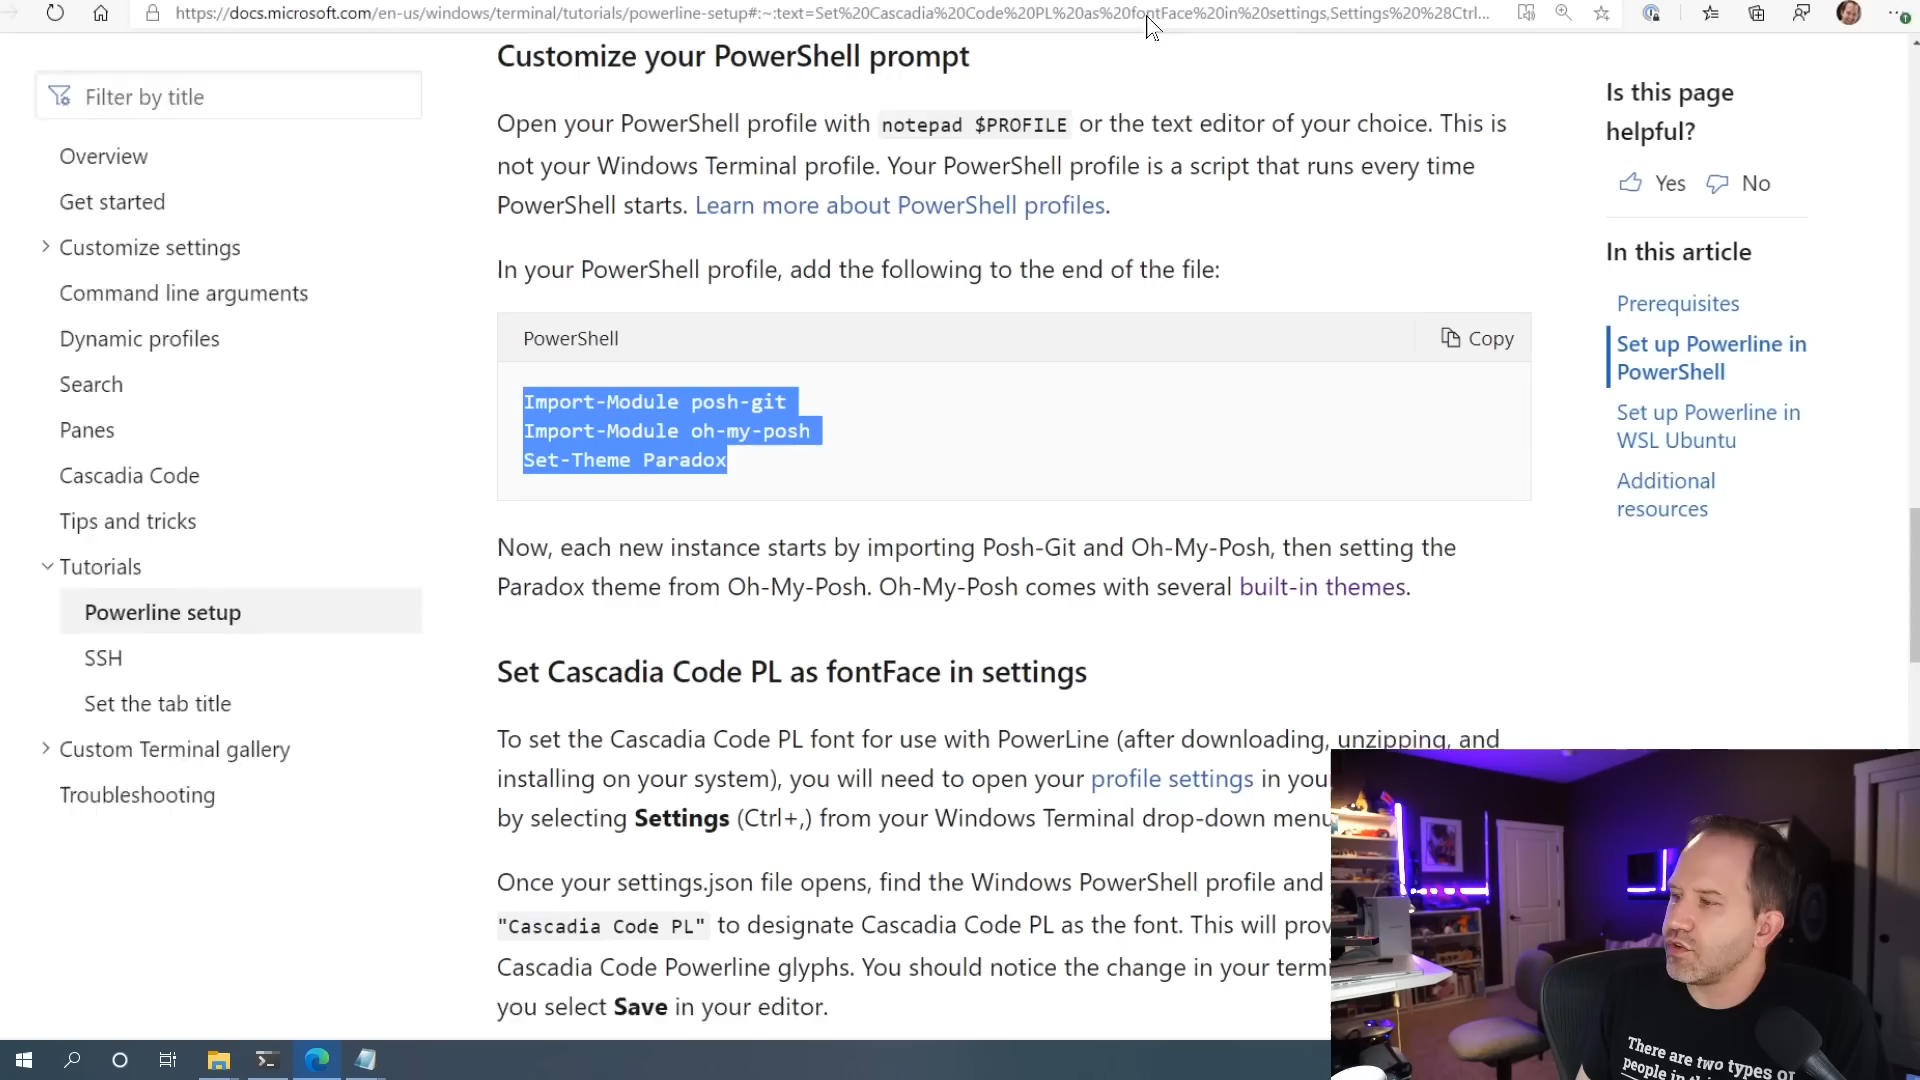 https://docs.microsoft.com/en-us/windows/terminal/tutorials/powerline-setup#:~:text=Set%20Cascadia%20Code%20PL%20as%20fontFace%20in%20settings,Settings%20%28Ctrl...
Filter by title
Overview
Get started
Customize settings
Command line arguments
Dynamic profiles
Search
Panes
Cascadia Code
Tips and tricks
Tutorials
Powerline setup
SSH
Set the tab title
Custom Terminal gallery
Troubleshooting
Customize your PowerShell prompt
Open your PowerShell profile with notepad $PROFILE or the text editor of your choice. This is
not your Windows Terminal profile. Your PowerShell profile is a script that runs every time
PowerShell starts. Learn more about PowerShell profiles.
In your PowerShell profile, add the following to the end of the file:
PowerShell
Copy
Import-Module posh-git
Import-Module oh-my-posh
Set-Theme Paradox
Now, each new instance starts by importing Posh-Git and Oh-My-Posh, then setting the
Paradox theme from Oh-My-Posh. Oh-My-Posh comes with several built-in themes.
Set Cascadia Code PL as fontFace in settings
To set the Cascadia Code PL font for use with PowerLine (after downloading, unzipping, and
installing on your system), you will need to open your profile settings in your
by selecting Settings (Ctrl+,) from your Windows Terminal drop-down menu
Once your settings.json file opens, find the Windows PowerShell profile and
"Cascadia Code PL" to designate Cascadia Code PL as the font. This will prov
Cascadia Code Powerline glyphs. You should notice the change in your termi
you select Save in your editor.
Is this page
helpful?
Yes
No
In this article
Prerequisites
Set up Powerline in
PowerShell
Set up Powerline in
WSL Ubuntu
Additional
resources
There are two types of
people in